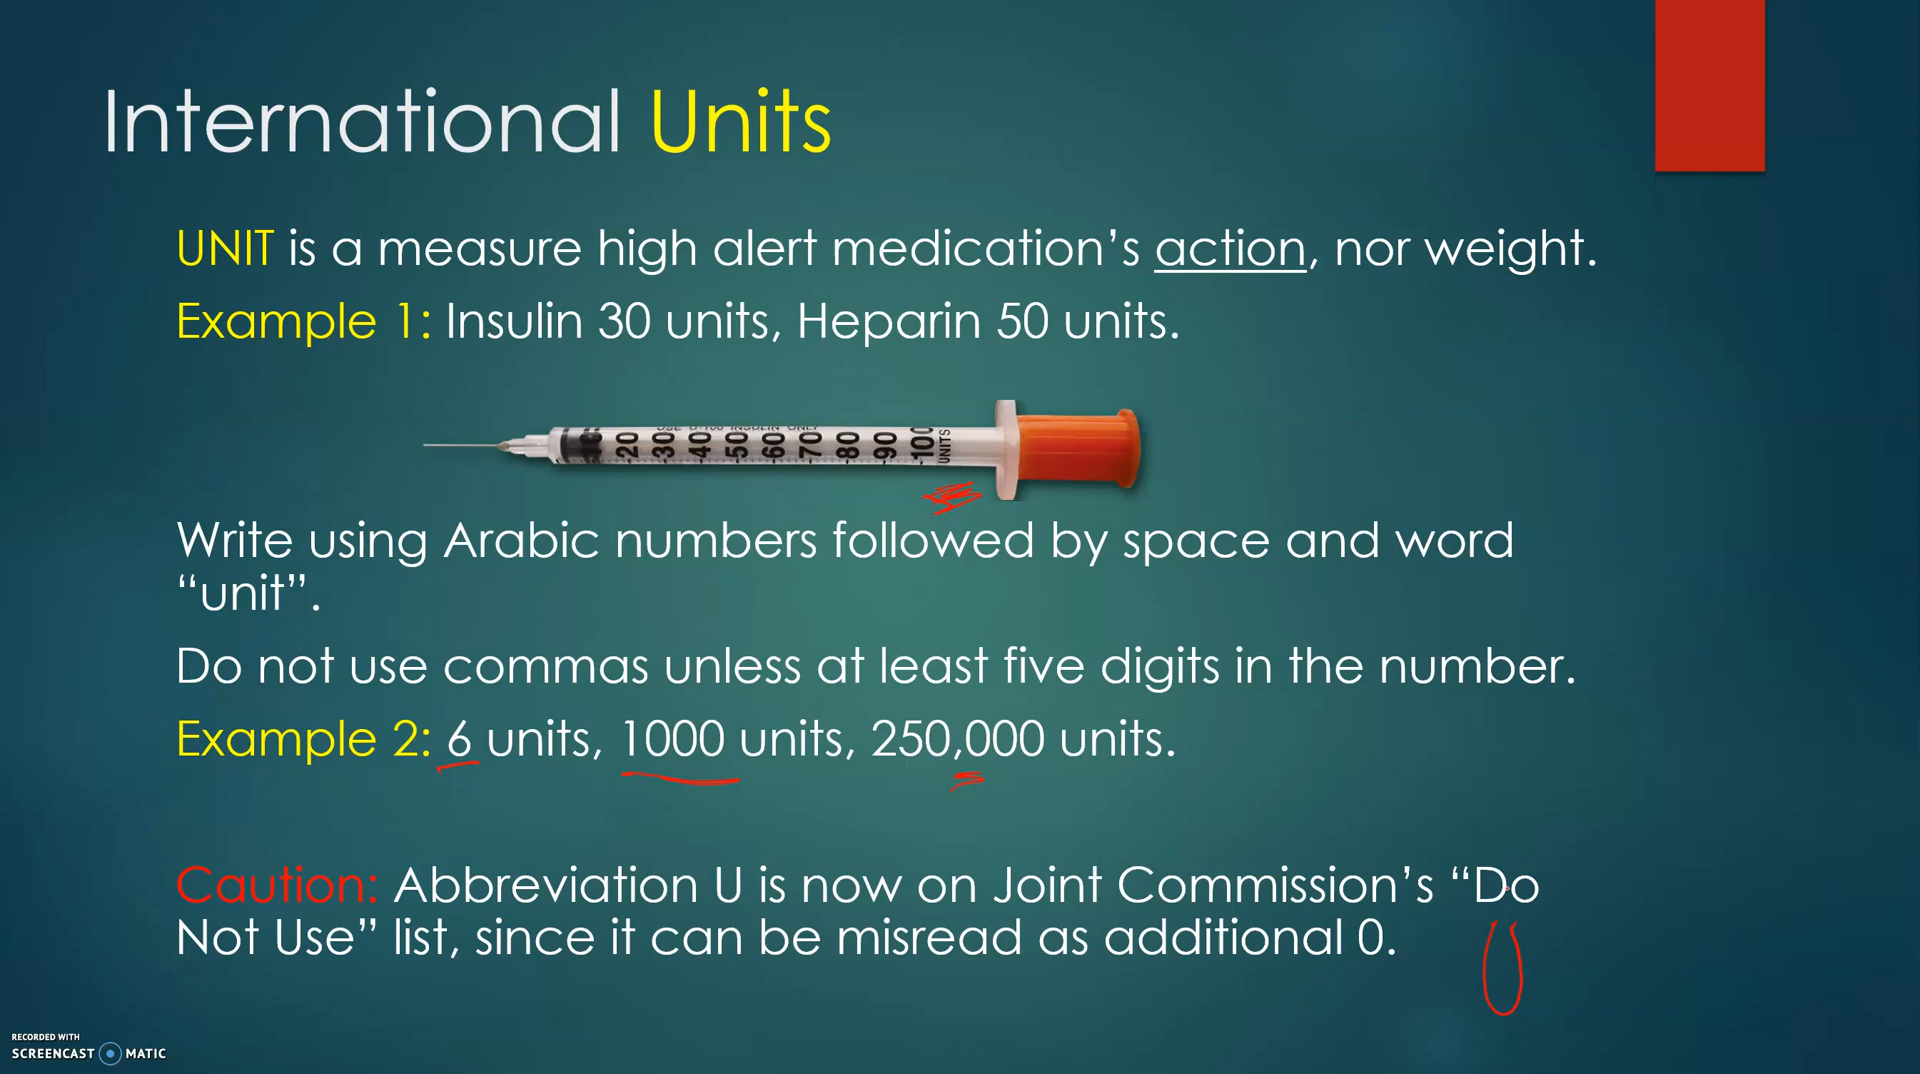 International Units
UNIT is a measure high alert medication’s action, nor weight.
Example 1: Insulin 30 units, Heparin 50 units.
USE U-100 INSULIN ONLY
20 30 40 50 60 70 80 90 100 UNITS
Write using Arabic numbers followed by space and word
“unit”.
Do not use commas unless at least five digits in the number.
Example 2: 6 units, 1000 units, 250,000 units.
Caution: Abbreviation U is now on Joint Commission’s “Do
Not Use” list, since it can be misread as additional 0.
U
RECORDED WITH
SCREENCAST MATIC